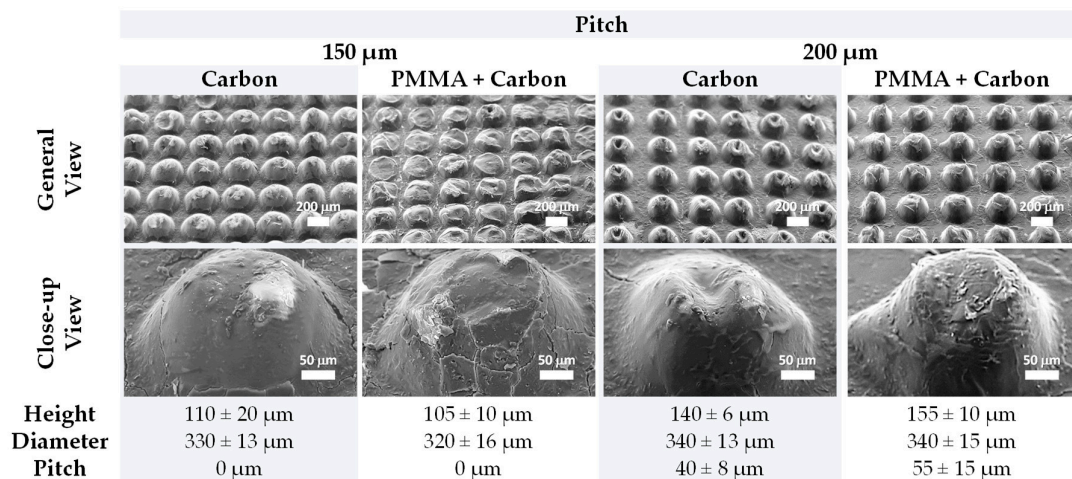 Pitch
150 µm 200 µm
Carbon PMMA + Carbon Carbon PMMA + Carbon
General View
200 µm 200 µm 200 µm 200 µm
Close-up View
50 µm 50 µm 50 µm 50 µm
Height 110 ± 20 µm 105 ± 10 µm 140 ± 6 µm 155 ± 10 µm
Diameter 330 ± 13 µm 320 ± 16 µm 340 ± 13 µm 340 ± 15 µm
Pitch 0 µm 0 µm 40 ± 8 µm 55 ± 15 µm